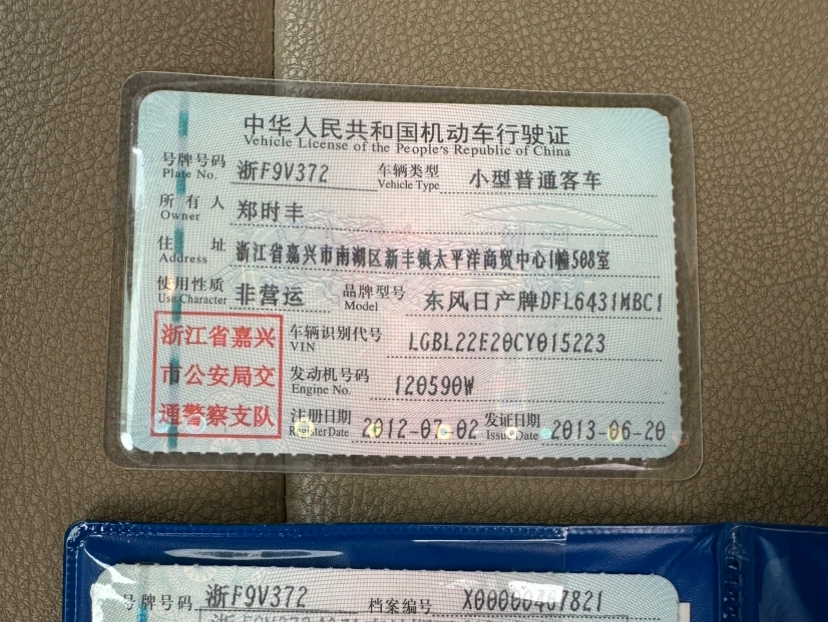 中华人民共和国机动车行驶证
Vehicle License of the People's Republic of China
号牌号码 浙F9V372 车辆类型 小型普通客车
Plate No. Vehicle Type
所有人 郑时丰
Owner
住址 浙江省嘉兴市南湖区新丰镇太平洋商贸中心1幢508室
Address
使用性质 非营运 品牌型号 东风日产牌DFL6431MBC1
Use Character Model
浙江省嘉兴
市公安局交
通警察支队
车辆识别代号 LGBL22E20CY015223
VIN
发动机号码 120590W
Engine No.
注册日期 2012-07-02 发证日期 2013-06-20
Register Date Issue Date
号牌号码 浙F9V372 档案编号 X00000467821